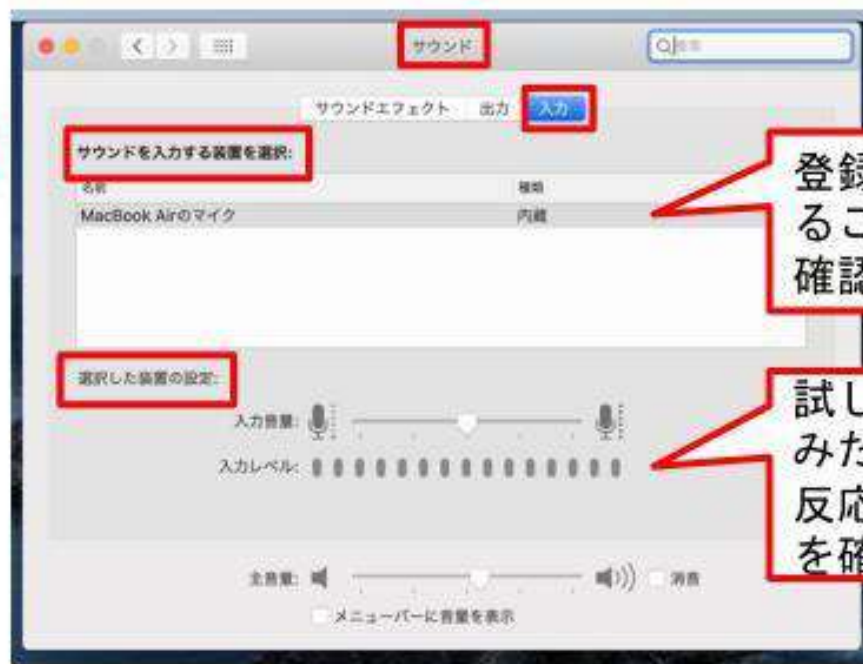 サウンド
検索
サウンドエフェクト 出力 入力
サウンドを入力する装置を選択:
名前 種類
MacBook Airのマイク 内蔵
登録
るこ
確認
選択した装置の設定:
入力音量:
入力レベル:
試し
みた
反応
を確
主音量: 消音
メニューバーに音量を表示